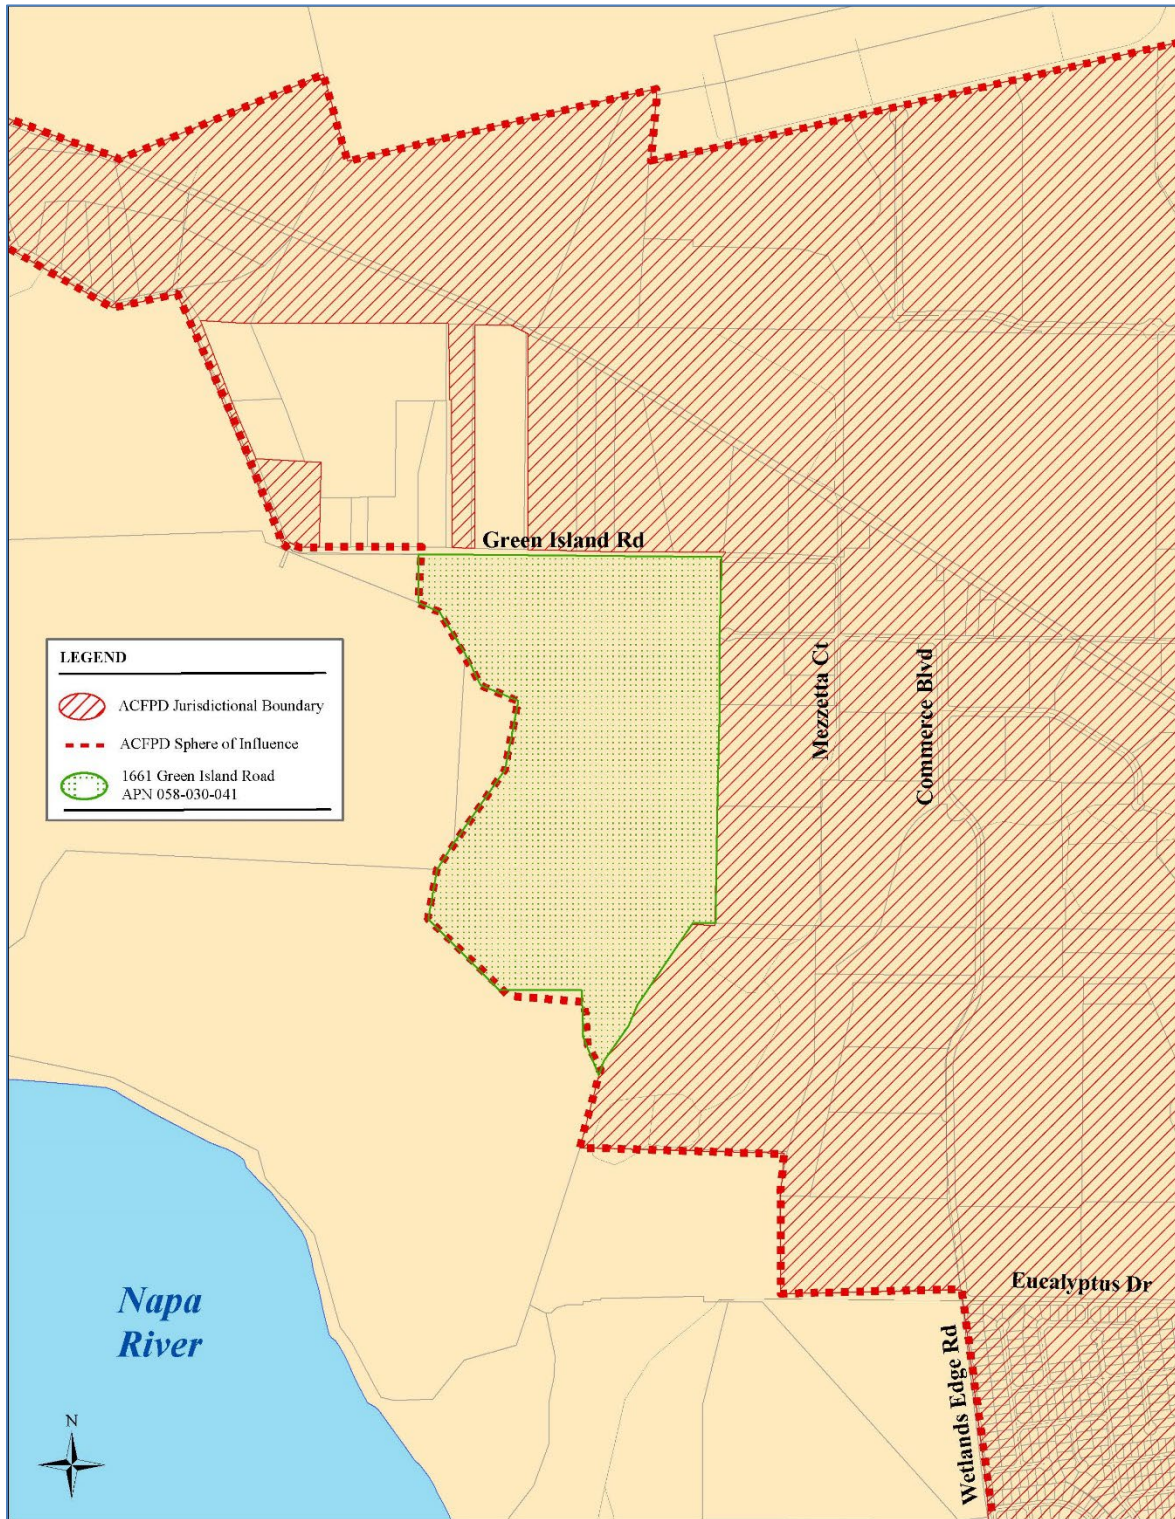 Green Island Rd
LEGEND
ACFPD Jurisdictional Boundary
ACFPD Sphere of Influence
1661 Green Island Road
APN 058-030-041
Mezzetta Ct
Commerce Blvd
Eucalyptus Dr
Napa
River
Wetlands Edge Rd
N